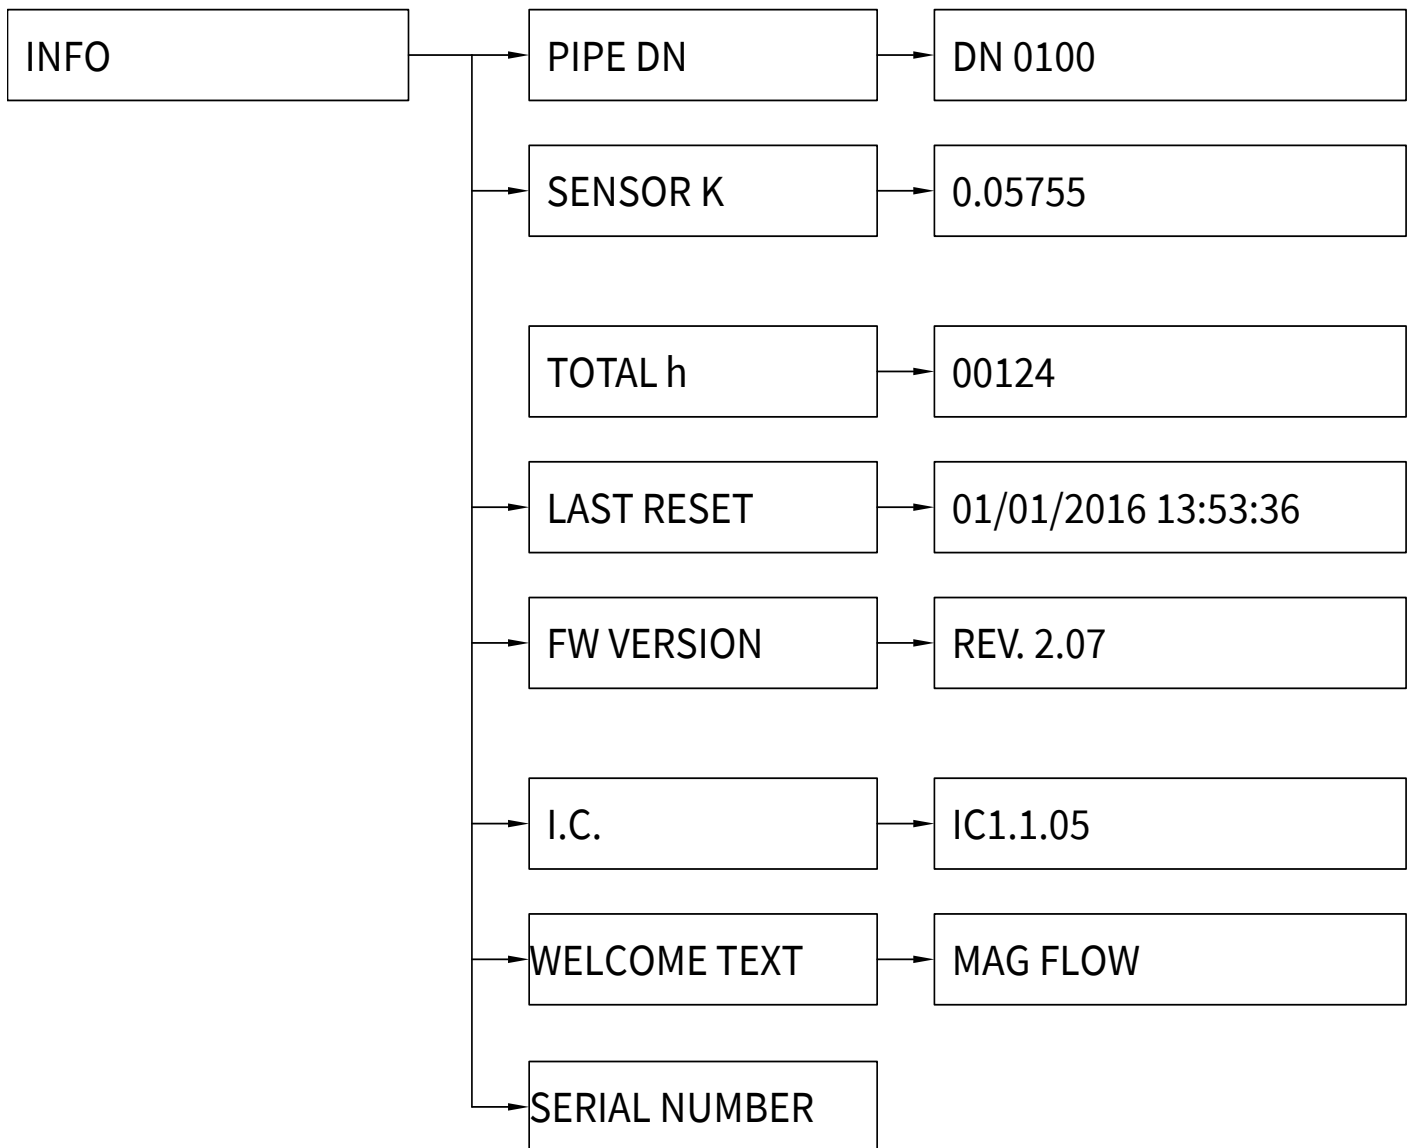 INFO
PIPE DN
DN 0100
SENSOR K
0.05755
TOTAL h
00124
LAST RESET
01/01/2016 13:53:36
FW VERSION
REV. 2.07
I.C.
IC1.1.05
WELCOME TEXT
MAG FLOW
SERIAL NUMBER